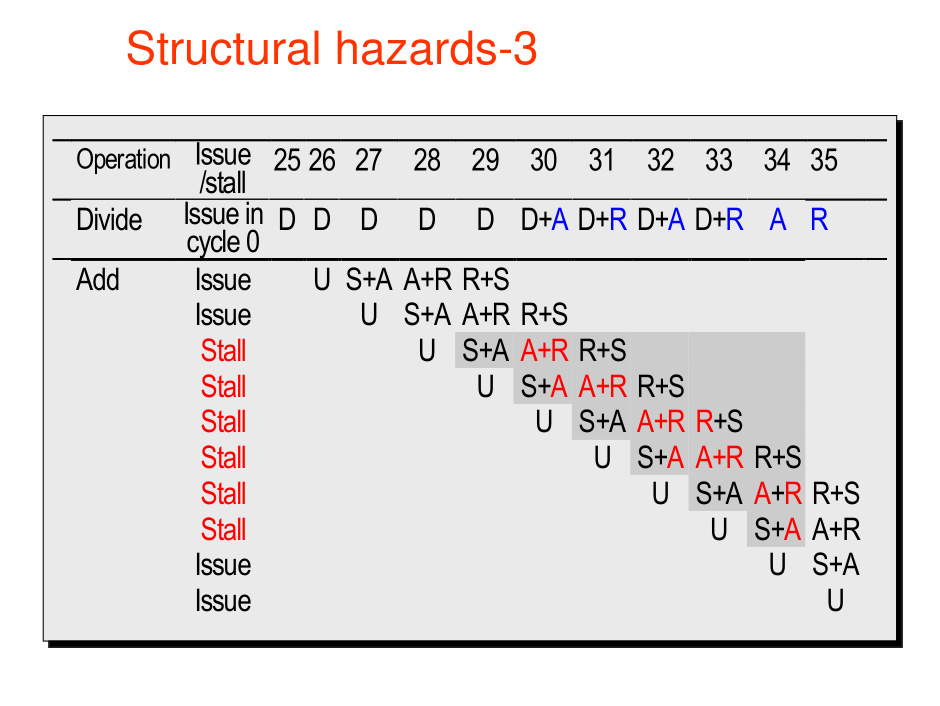 Structural hazards-3
Operation Issue /stall 25 26 27 28 29 30 31 32 33 34 35
Divide Issue in cycle 0 D D D D D D+A D+R D+A D+R A R
Add Issue U S+A A+R R+S
Issue U S+A A+R R+S
Stall U S+A A+R R+S
Stall U S+A A+R R+S
Stall U S+A A+R R+S
Stall U S+A A+R R+S
Stall U S+A A+R R+S
Stall U S+A A+R
Issue U S+A
Issue U